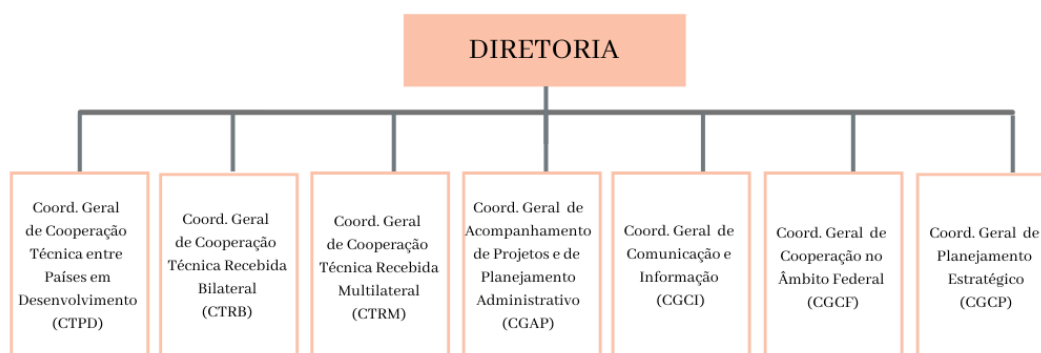 DIRETORIA
Coord. Geral
de Cooperação
Técnica entre
Países em
Desenvolvimento
(CTPD)
Coord. Geral
de Cooperação
Técnica Recebida
Bilateral
(CTRB)
Coord. Geral
de Cooperação
Técnica Recebida
Multilateral
(CTRM)
Coord. Geral de
Acompanhamento
de Projetos e de
Planejamento
Administrativo
(CGAP)
Coord. Geral de
Comunicação e
Informação
(CGCI)
Coord. Geral de
Cooperação no
Âmbito Federal
(CGCF)
Coord. Geral de
Planejamento
Estratégico
(CGCP)